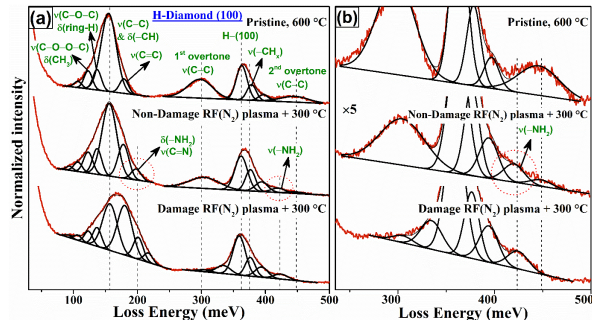 (a)
H-Diamond (100)
Pristine, 600 °C
ν(C–O–C)
δ(ring-H)
ν(C–C)
& δ(–CH)
ν(C–O–O–C)
δ(CH3)
ν(C=C)
1st overtone
ν(C–C)
H–(100)
ν(–CHx)
2nd overtone
ν(C–C)
Non-Damage RF(N2) plasma + 300 °C
δ(–NH2)
ν(C=N)
ν(–NH2)
Damage RF(N2) plasma + 300 °C
Normalized intensity
100 200 300 400 500
Loss Energy (meV)
(b)
Pristine, 600 °C
×5
Non-Damage RF(N2) plasma + 300 °C
ν(–NH2)
Damage RF(N2) plasma + 300 °C
300 400 500
Loss Energy (meV)